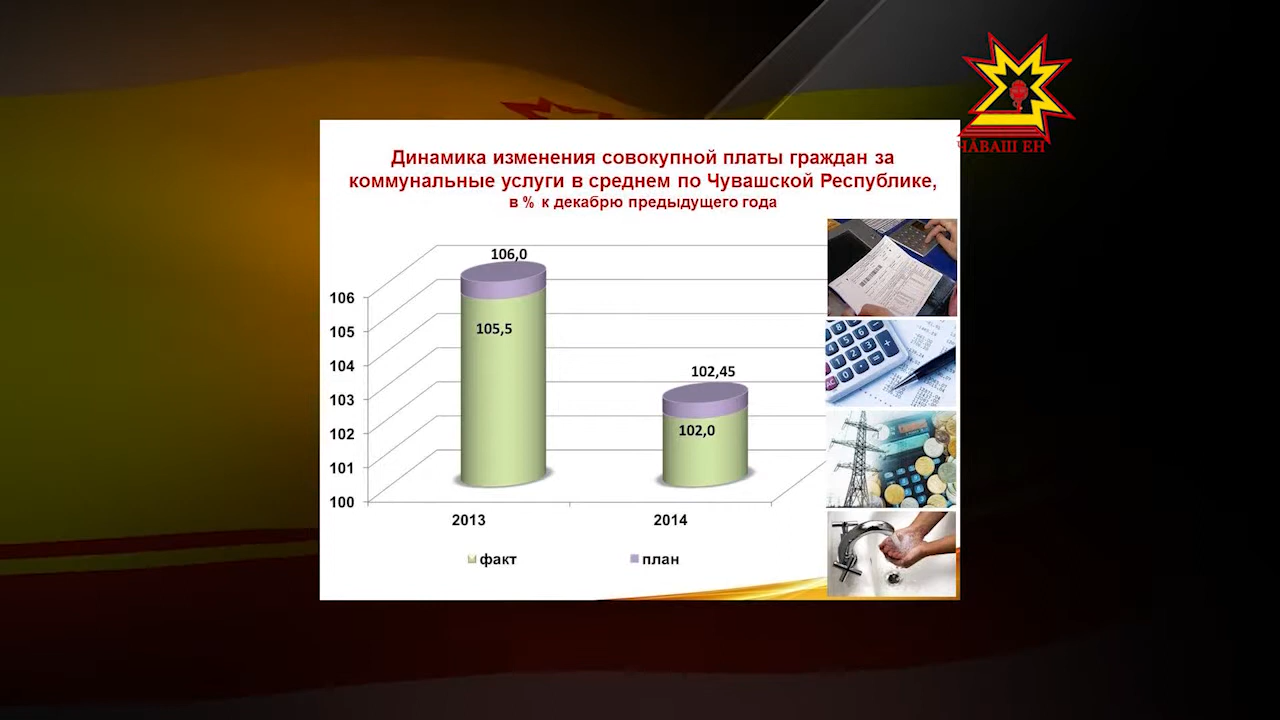 ЧӐВАШ ЕН
Динамика изменения совокупной платы граждан за
коммунальные услуги в среднем по Чувашской Республике,
в % к декабрю предыдущего года
106,0
105,5
102,45
102,0
106
105
104
103
102
101
100
2013
2014
факт
план